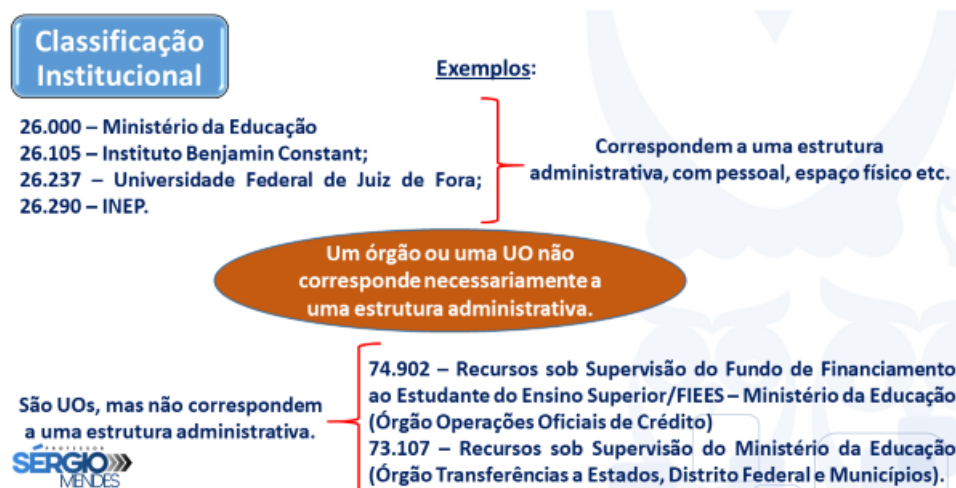 Classificação
Institucional
Exemplos:
26.000 – Ministério da Educação
26.105 – Instituto Benjamin Constant;
26.237 – Universidade Federal de Juiz de Fora;
26.290 – INEP.
Correspondem a uma estrutura
administrativa, com pessoal, espaço físico etc.
Um órgão ou uma UO não
corresponde necessariamente a
uma estrutura administrativa.
São UOs, mas não correspondem
a uma estrutura administrativa.
74.902 – Recursos sob Supervisão do Fundo de Financiamento
ao Estudante do Ensino Superior/FIEES – Ministério da Educação
(Órgão Operações Oficiais de Crédito)
73.107 – Recursos sob Supervisão do Ministério da Educação
(Órgão Transferências a Estados, Distrito Federal e Municípios).
PROFESSOR
SÉRGIO
MENDES